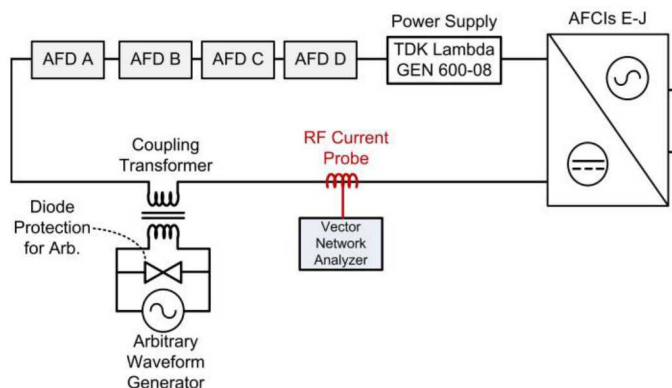 Power Supply
AFCIs E-J
AFD A
AFD B
AFD C
AFD D
TDK Lambda
GEN 600-08
Coupling
Transformer
RF Current
Probe
Diode
Protection
for Arb.
Vector
Network
Analyzer
Arbitrary
Waveform
Generator